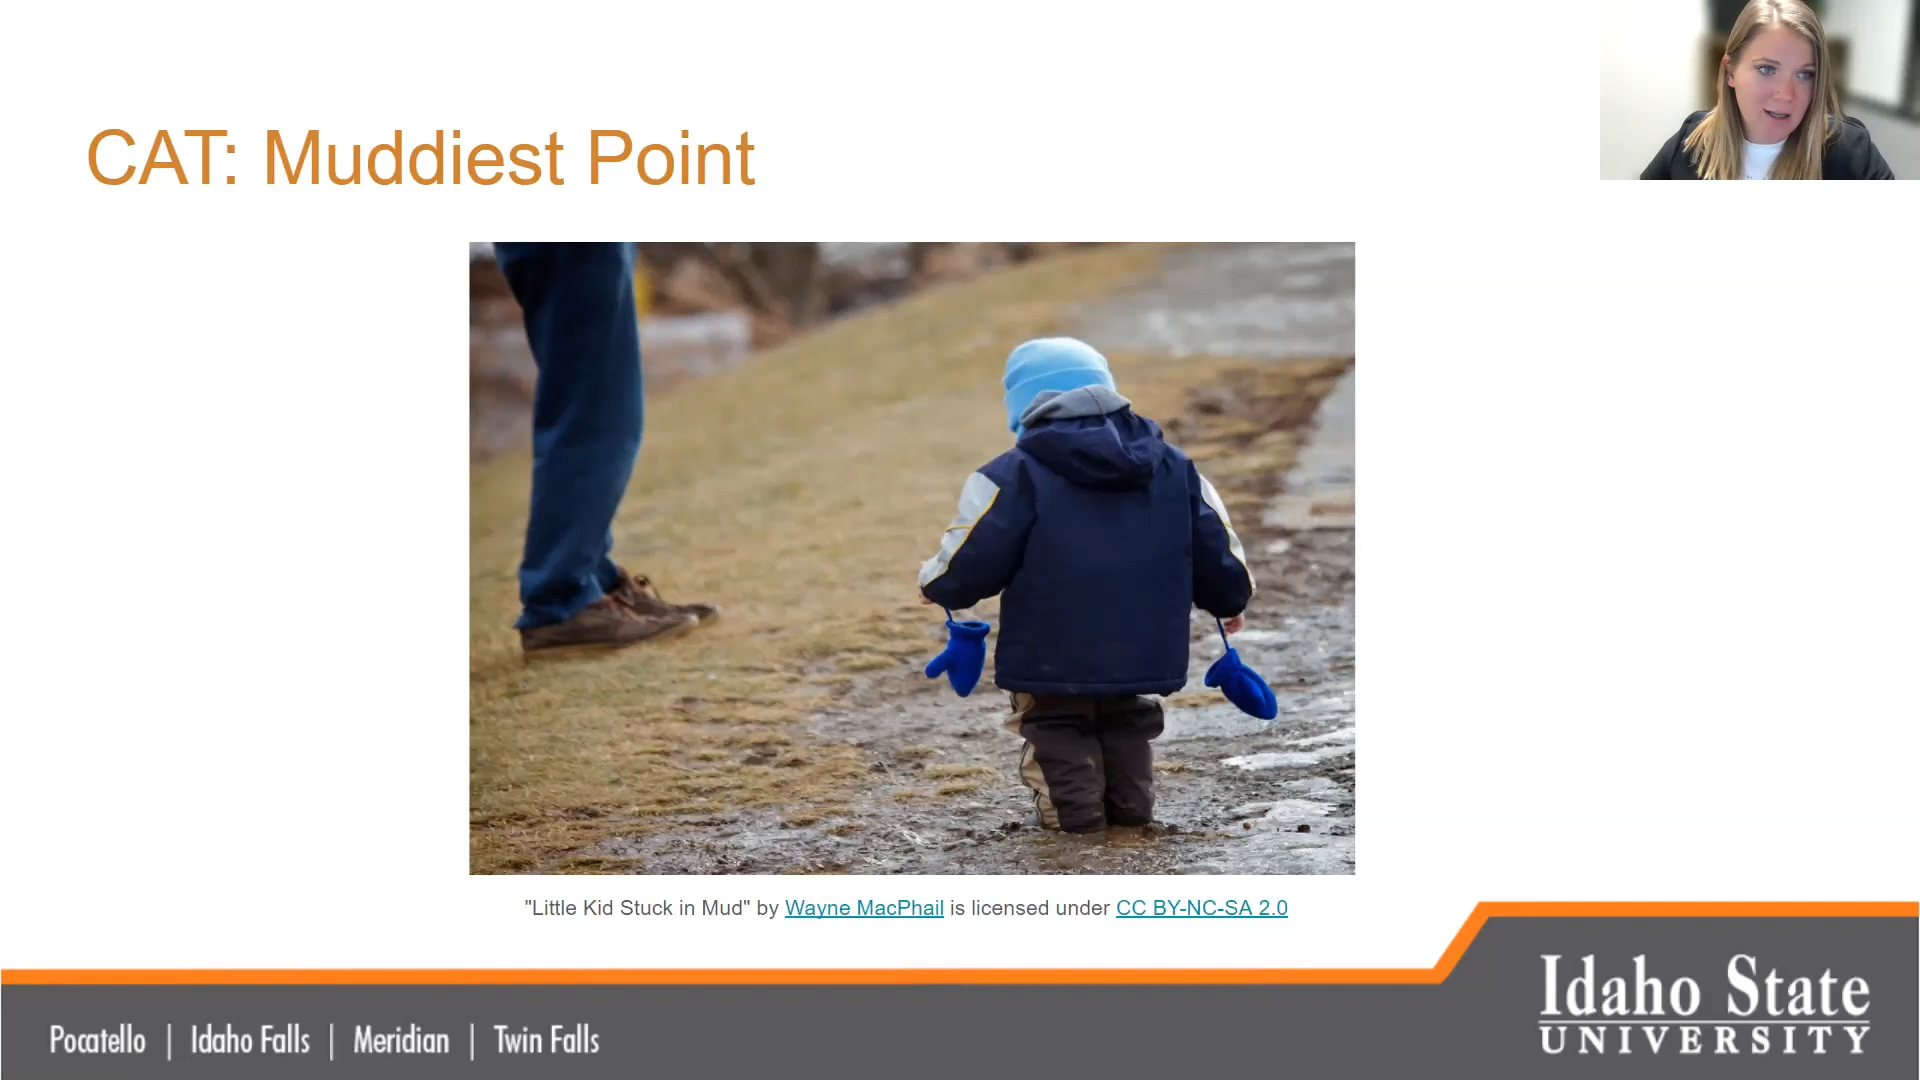 CAT: Muddiest Point
"Little Kid Stuck in Mud" by Wayne MacPhail is licensed under CC BY-NC-SA 2.0
Pocatello | Idaho Falls | Meridian | Twin Falls
Idaho State
UNIVERSITY